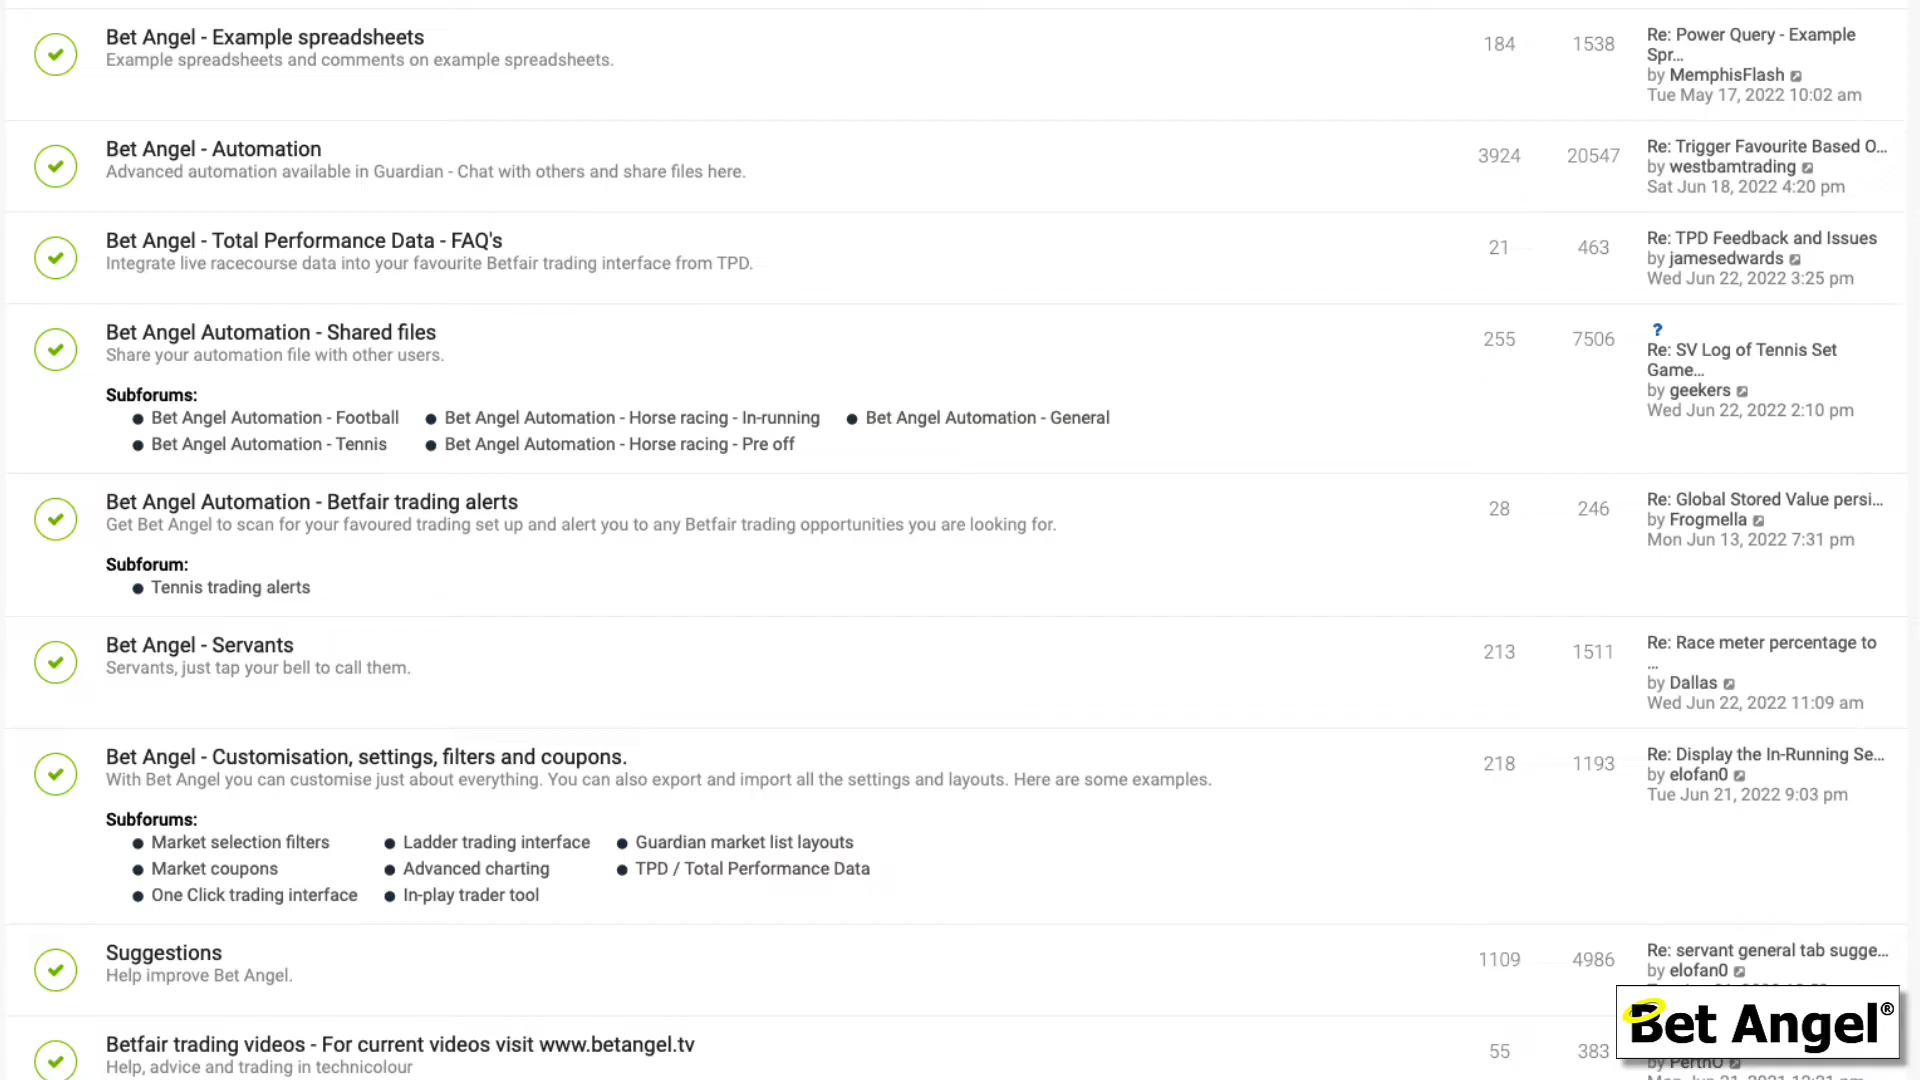 Bet Angel - Example spreadsheets
Example spreadsheets and comments on example spreadsheets.
184
1538
Re: Power Query - Example
Spr...
by MemphisFlash
Tue May 17, 2022 10:02 am
Bet Angel - Automation
Advanced automation available in Guardian - Chat with others and share files here.
3924
20547
Re: Trigger Favourite Based O...
by westbamtrading
Sat Jun 18, 2022 4:20 pm
Bet Angel - Total Performance Data - FAQ's
Integrate live racecourse data into your favourite Betfair trading interface from TPD.
21
463
Re: TPD Feedback and Issues
by jamesedwards
Wed Jun 22, 2022 3:25 pm
Bet Angel Automation - Shared files
Share your automation file with other users.
255
7506
?
Re: SV Log of Tennis Set
Game...
by geekers
Wed Jun 22, 2022 2:10 pm
Subforums:
Bet Angel Automation - Football
Bet Angel Automation - Horse racing - In-running
Bet Angel Automation - General
Bet Angel Automation - Tennis
Bet Angel Automation - Horse racing - Pre off
Bet Angel Automation - Betfair trading alerts
Get Bet Angel to scan for your favoured trading set up and alert you to any Betfair trading opportunities you are looking for.
28
246
Re: Global Stored Value persi...
by Frogmella
Mon Jun 13, 2022 7:31 pm
Subforum:
Tennis trading alerts
Bet Angel - Servants
Servants, just tap your bell to call them.
213
1511
Re: Race meter percentage to
...
by Dallas
Wed Jun 22, 2022 11:09 am
Bet Angel - Customisation, settings, filters and coupons.
With Bet Angel you can customise just about everything. You can also export and import all the settings and layouts. Here are some examples.
218
1193
Re: Display the In-Running Se...
by elofan0
Tue Jun 21, 2022 9:03 pm
Subforums:
Market selection filters
Ladder trading interface
Guardian market list layouts
Market coupons
Advanced charting
TPD / Total Performance Data
One Click trading interface
In-play trader tool
Suggestions
Help improve Bet Angel.
1109
4986
Re: servant general tab sugge...
by elofan0
Bet Angel®
Betfair trading videos - For current videos visit www.betangel.tv
Help, advice and trading in technicolour
55
383